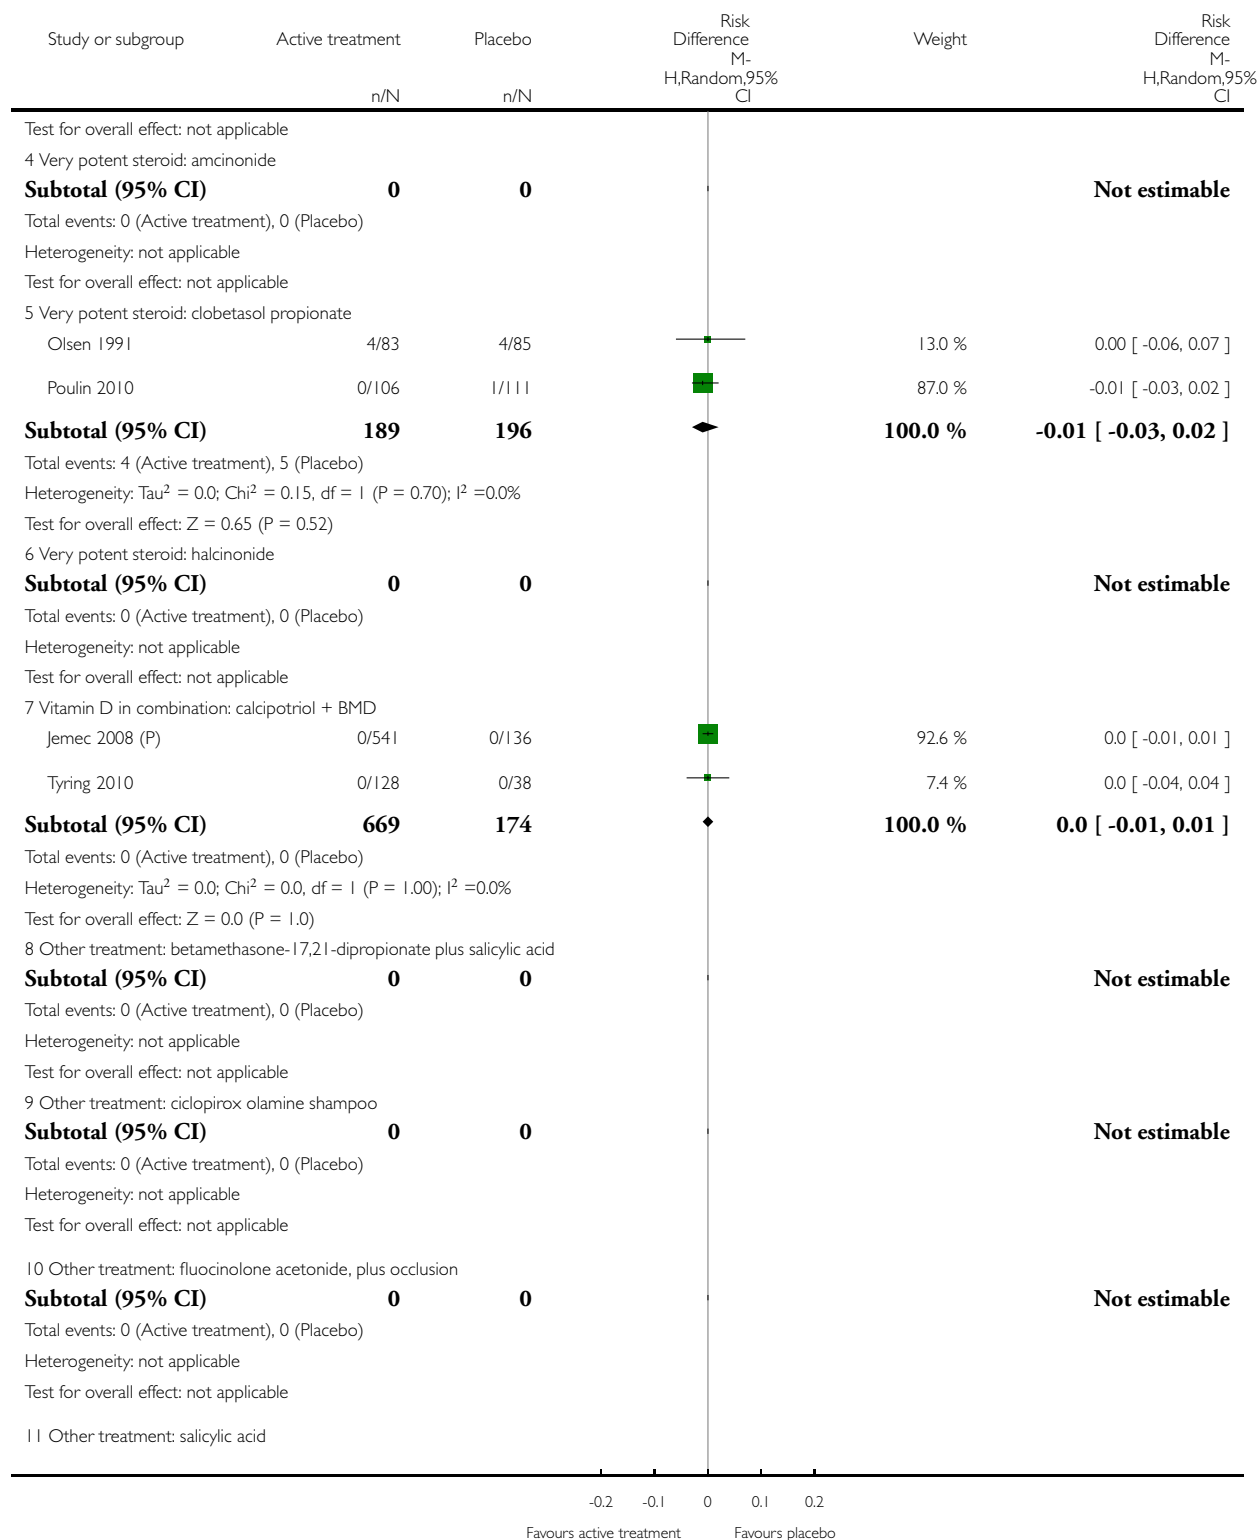 Study or subgroup Active treatment Placebo Risk Difference Weight Risk Difference
M-H,Random,95% CI M-H,Random,95% CI
n/N n/N
Test for overall effect: not applicable
4 Very potent steroid: amcinonide
Subtotal (95% CI) 0 0 Not estimable
Total events: 0 (Active treatment), 0 (Placebo)
Heterogeneity: not applicable
Test for overall effect: not applicable
5 Very potent steroid: clobetasol propionate
Olsen 1991 4/83 4/85 13.0 % 0.00 [ -0.06, 0.07 ]
Poulin 2010 0/106 1/111 87.0 % -0.01 [ -0.03, 0.02 ]
Subtotal (95% CI) 189 196 100.0 % -0.01 [ -0.03, 0.02 ]
Total events: 4 (Active treatment), 5 (Placebo)
Heterogeneity: Tau² = 0.0; Chi² = 0.15, df = 1 (P = 0.70); I² =0.0%
Test for overall effect: Z = 0.65 (P = 0.52)
6 Very potent steroid: halcinonide
Subtotal (95% CI) 0 0 Not estimable
Total events: 0 (Active treatment), 0 (Placebo)
Heterogeneity: not applicable
Test for overall effect: not applicable
7 Vitamin D in combination: calcipotriol + BMD
Jemec 2008 (P) 0/541 0/136 92.6 % 0.0 [ -0.01, 0.01 ]
Tyring 2010 0/128 0/38 7.4 % 0.0 [ -0.04, 0.04 ]
Subtotal (95% CI) 669 174 100.0 % 0.0 [ -0.01, 0.01 ]
Total events: 0 (Active treatment), 0 (Placebo)
Heterogeneity: Tau² = 0.0; Chi² = 0.0, df = 1 (P = 1.00); I² =0.0%
Test for overall effect: Z = 0.0 (P = 1.0)
8 Other treatment: betamethasone-17,21-dipropionate plus salicylic acid
Subtotal (95% CI) 0 0 Not estimable
Total events: 0 (Active treatment), 0 (Placebo)
Heterogeneity: not applicable
Test for overall effect: not applicable
9 Other treatment: ciclopirox olamine shampoo
Subtotal (95% CI) 0 0 Not estimable
Total events: 0 (Active treatment), 0 (Placebo)
Heterogeneity: not applicable
Test for overall effect: not applicable
10 Other treatment: fluocinolone acetonide, plus occlusion
Subtotal (95% CI) 0 0 Not estimable
Total events: 0 (Active treatment), 0 (Placebo)
Heterogeneity: not applicable
Test for overall effect: not applicable
11 Other treatment: salicylic acid
-0.2 -0.1 0 0.1 0.2
Favours active treatment Favours placebo